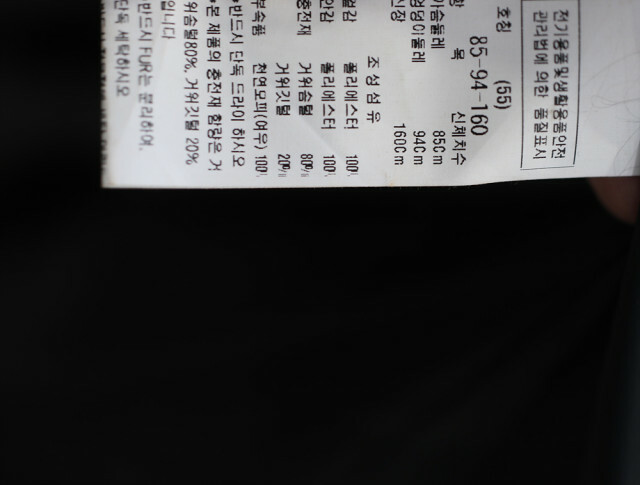 전기용품및생활용품안전
관리법에 의한 품질표시
호칭 (55)
85-94-160
항 목 신체치수
가슴둘레 85Cm
엉덩이둘레 94Cm
신장 160Cm
조성섬유
겉감 폴리에스터 100%
안감 폴리에스터 100%
충전재 거위솜털 80%
거위깃털 20%
부속품 천연모피(여우) 100%
*반드시 단독 드라이 하시오
*본 제품의 충전재 함량은 거
위솜털80%, 거위깃털 20%
입니다
*반드시 FUR는 분리하여,
단독 세탁하시오